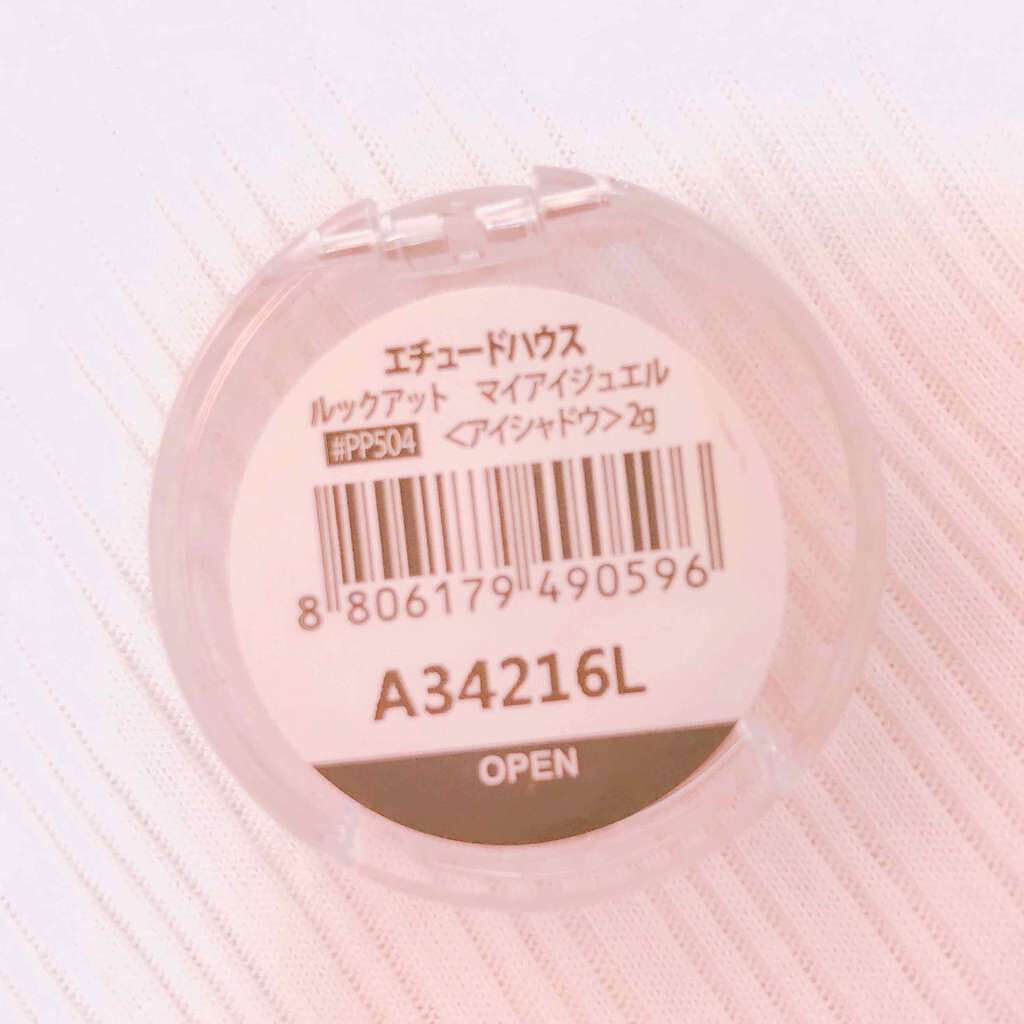 エチュードハウス
ルックアット　マイアイジュエル
#PP504 <アイシャドウ> 2g
8 806179 490596
A34216L
OPEN